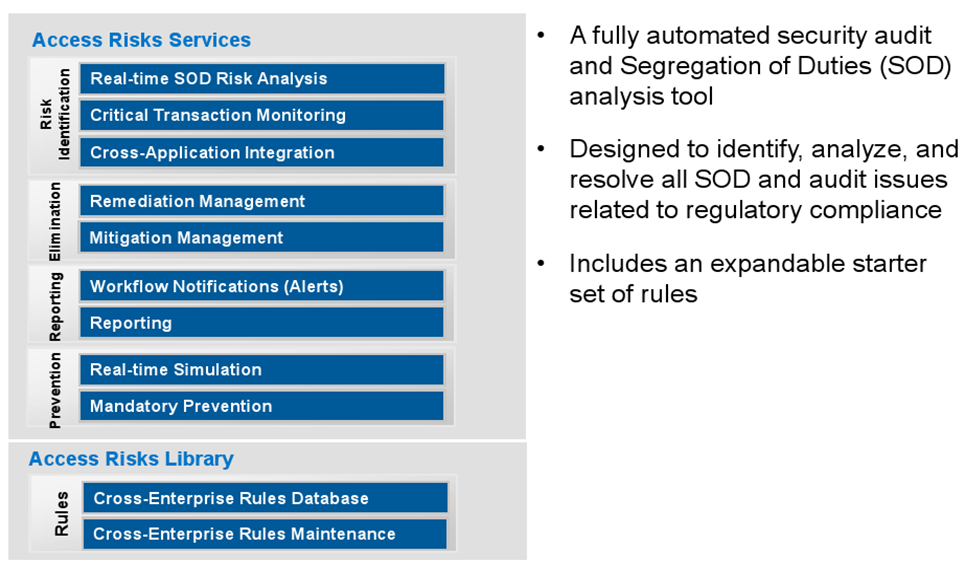 Access Risks Services
Risk
Identification
Real-time SOD Risk Analysis
Critical Transaction Monitoring
Cross-Application Integration
Elimination
Remediation Management
Mitigation Management
Reporting
Workflow Notifications (Alerts)
Reporting
Prevention
Real-time Simulation
Mandatory Prevention
Access Risks Library
Rules
Cross-Enterprise Rules Database
Cross-Enterprise Rules Maintenance
• A fully automated security audit
and Segregation of Duties (SOD)
analysis tool
• Designed to identify, analyze, and
resolve all SOD and audit issues
related to regulatory compliance
• Includes an expandable starter
set of rules